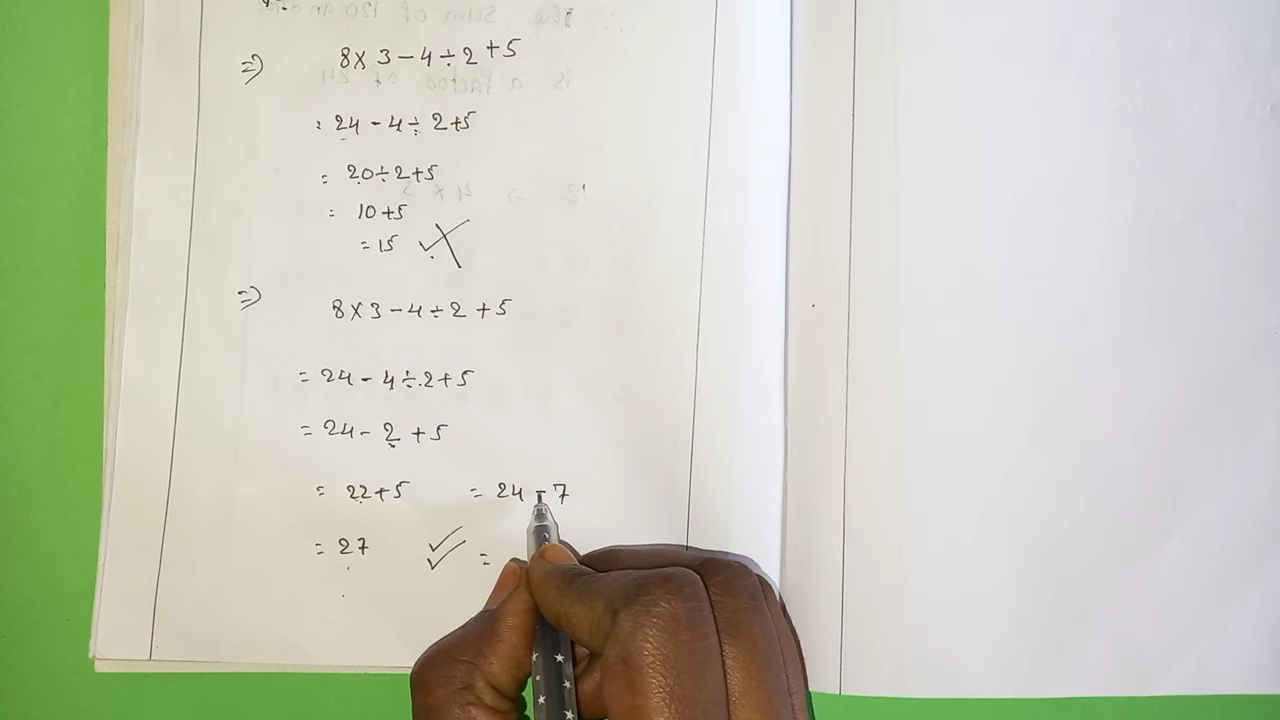 => 8 × 3 - 4 ÷ 2 + 5
= 24 - 4 ÷ 2 + 5
= 20 ÷ 2 + 5
= 10 + 5
= 15
=> 8 × 3 - 4 ÷ 2 + 5
= 24 - 4 ÷ 2 + 5
= 24 - 2 + 5
= 22 + 5 = 24 - 7
= 27 =